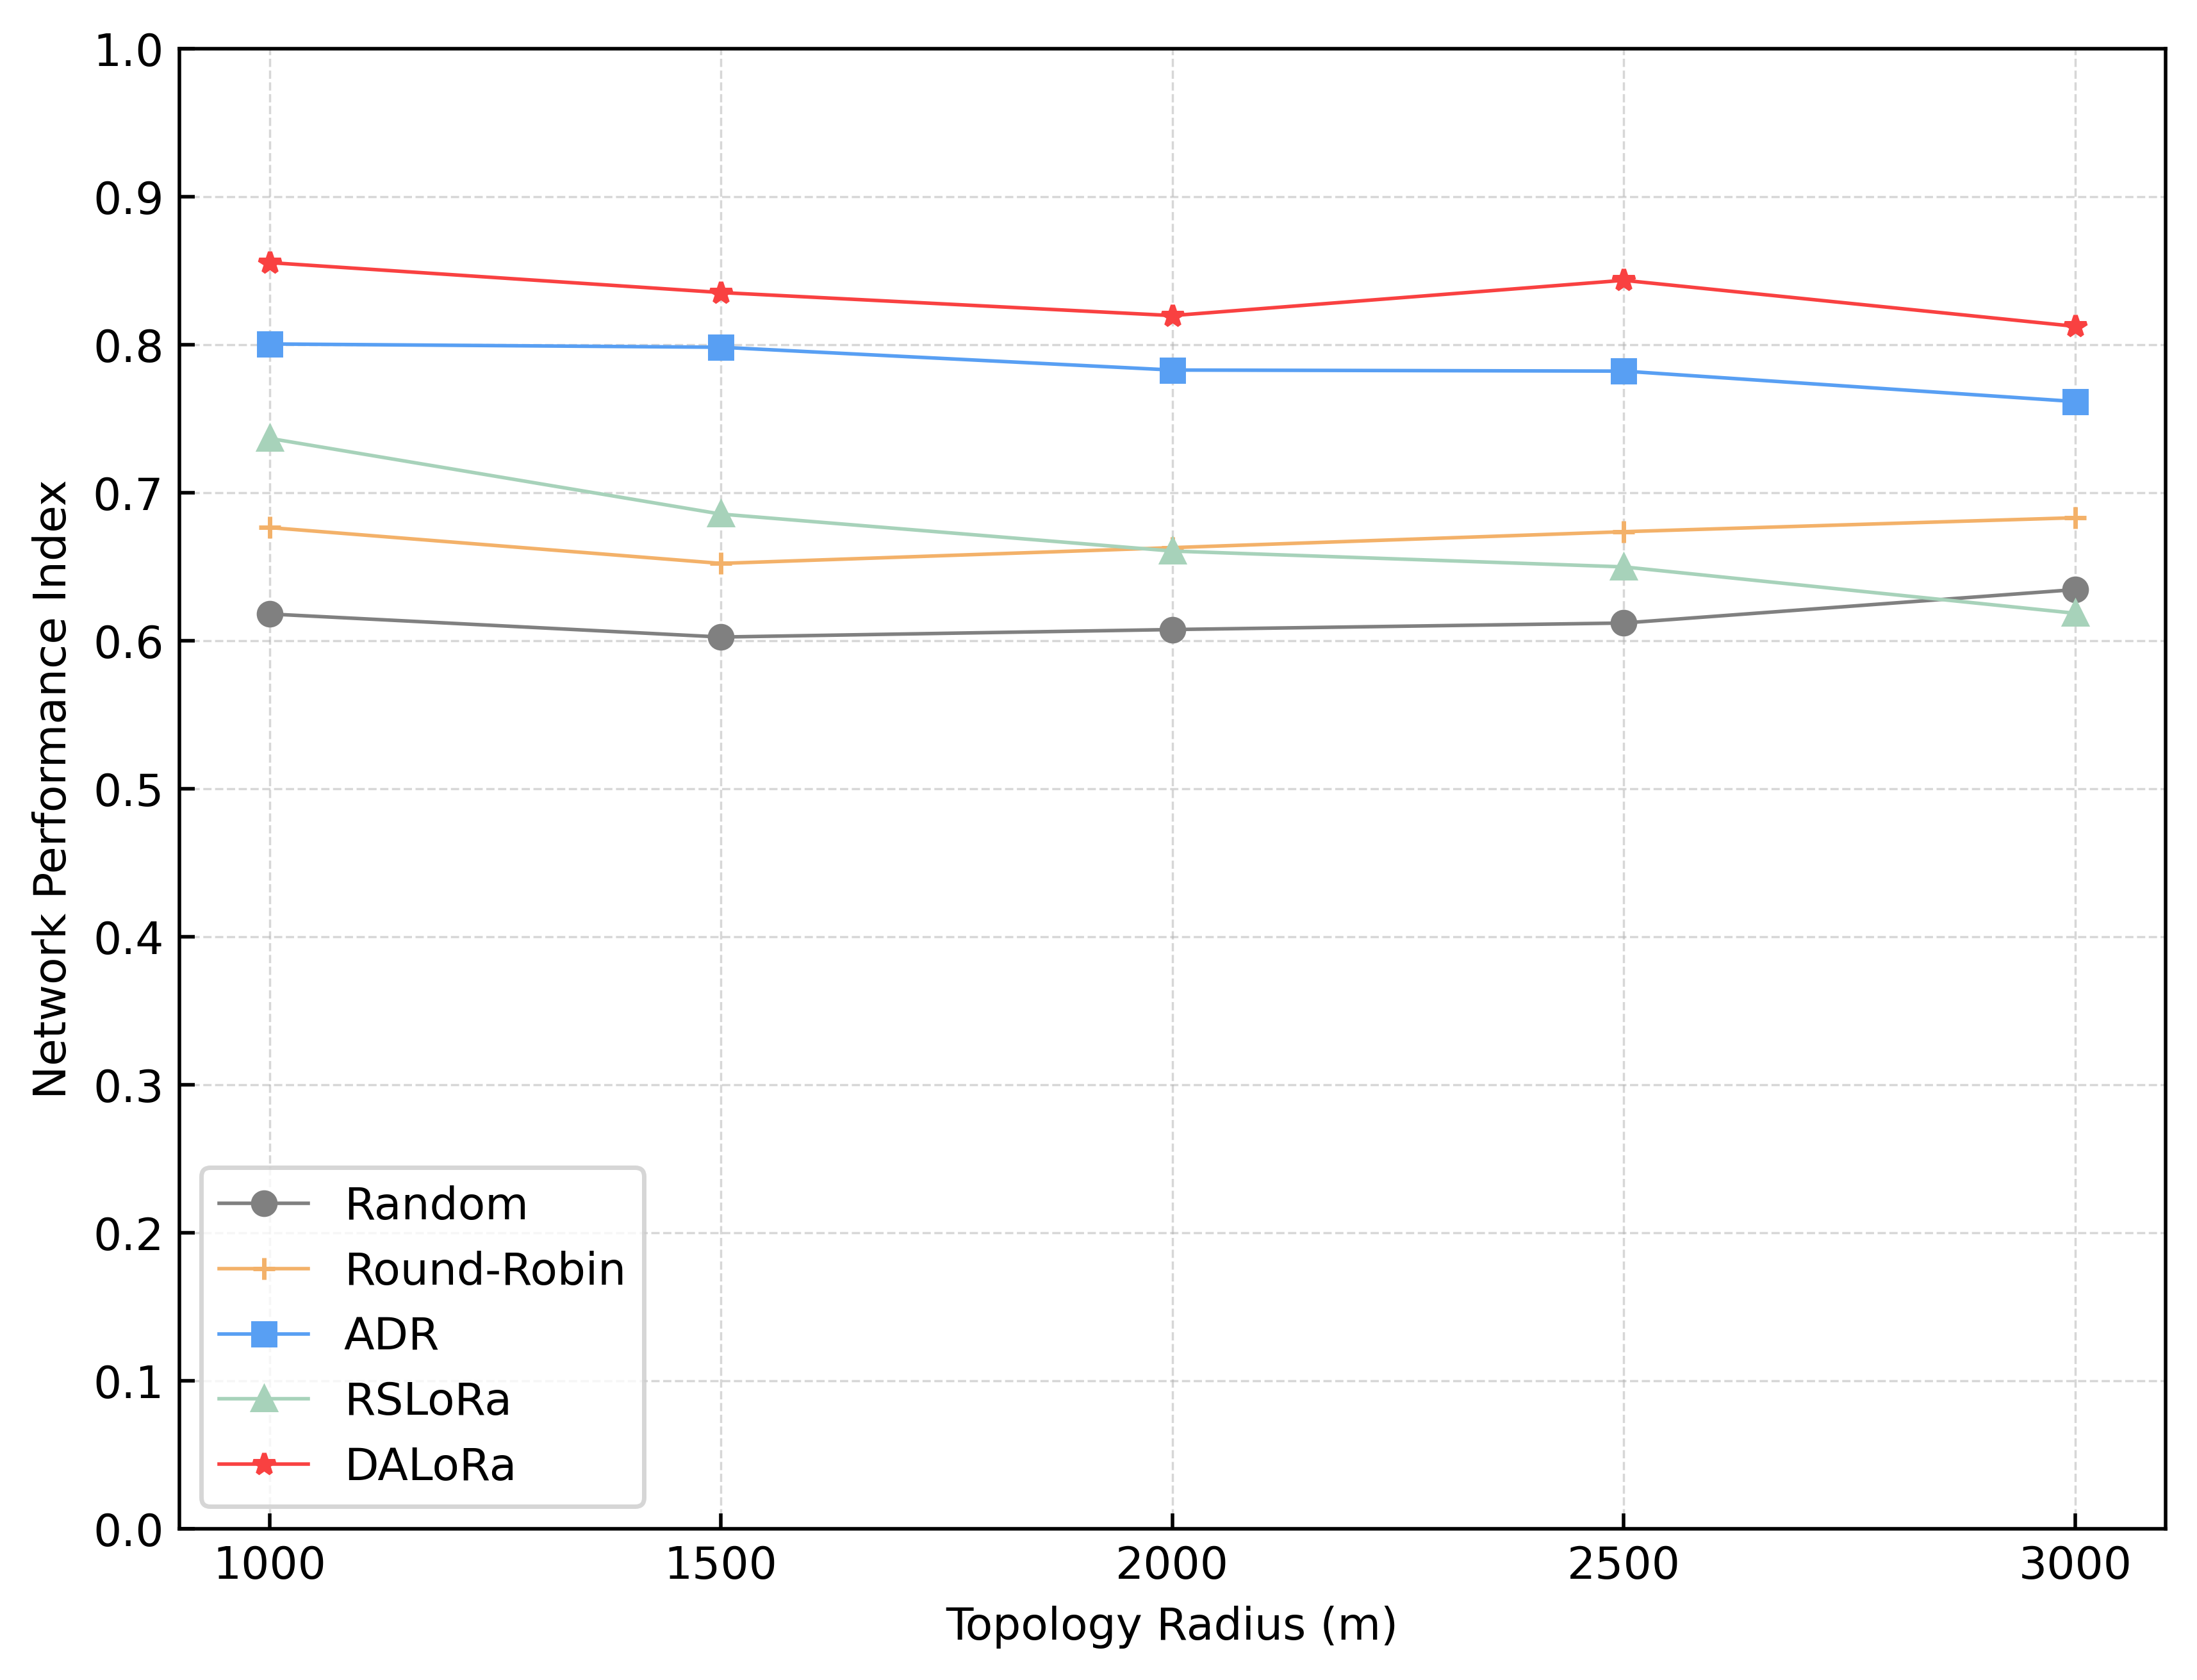 Network Performance Index
1.0
0.9
0.8
0.7
0.6
0.5
0.4
0.3
0.2
0.1
0.0
Random
Round-Robin
ADR
RSLoRa
DALoRa
1000 1500 2000 2500 3000
Topology Radius (m)